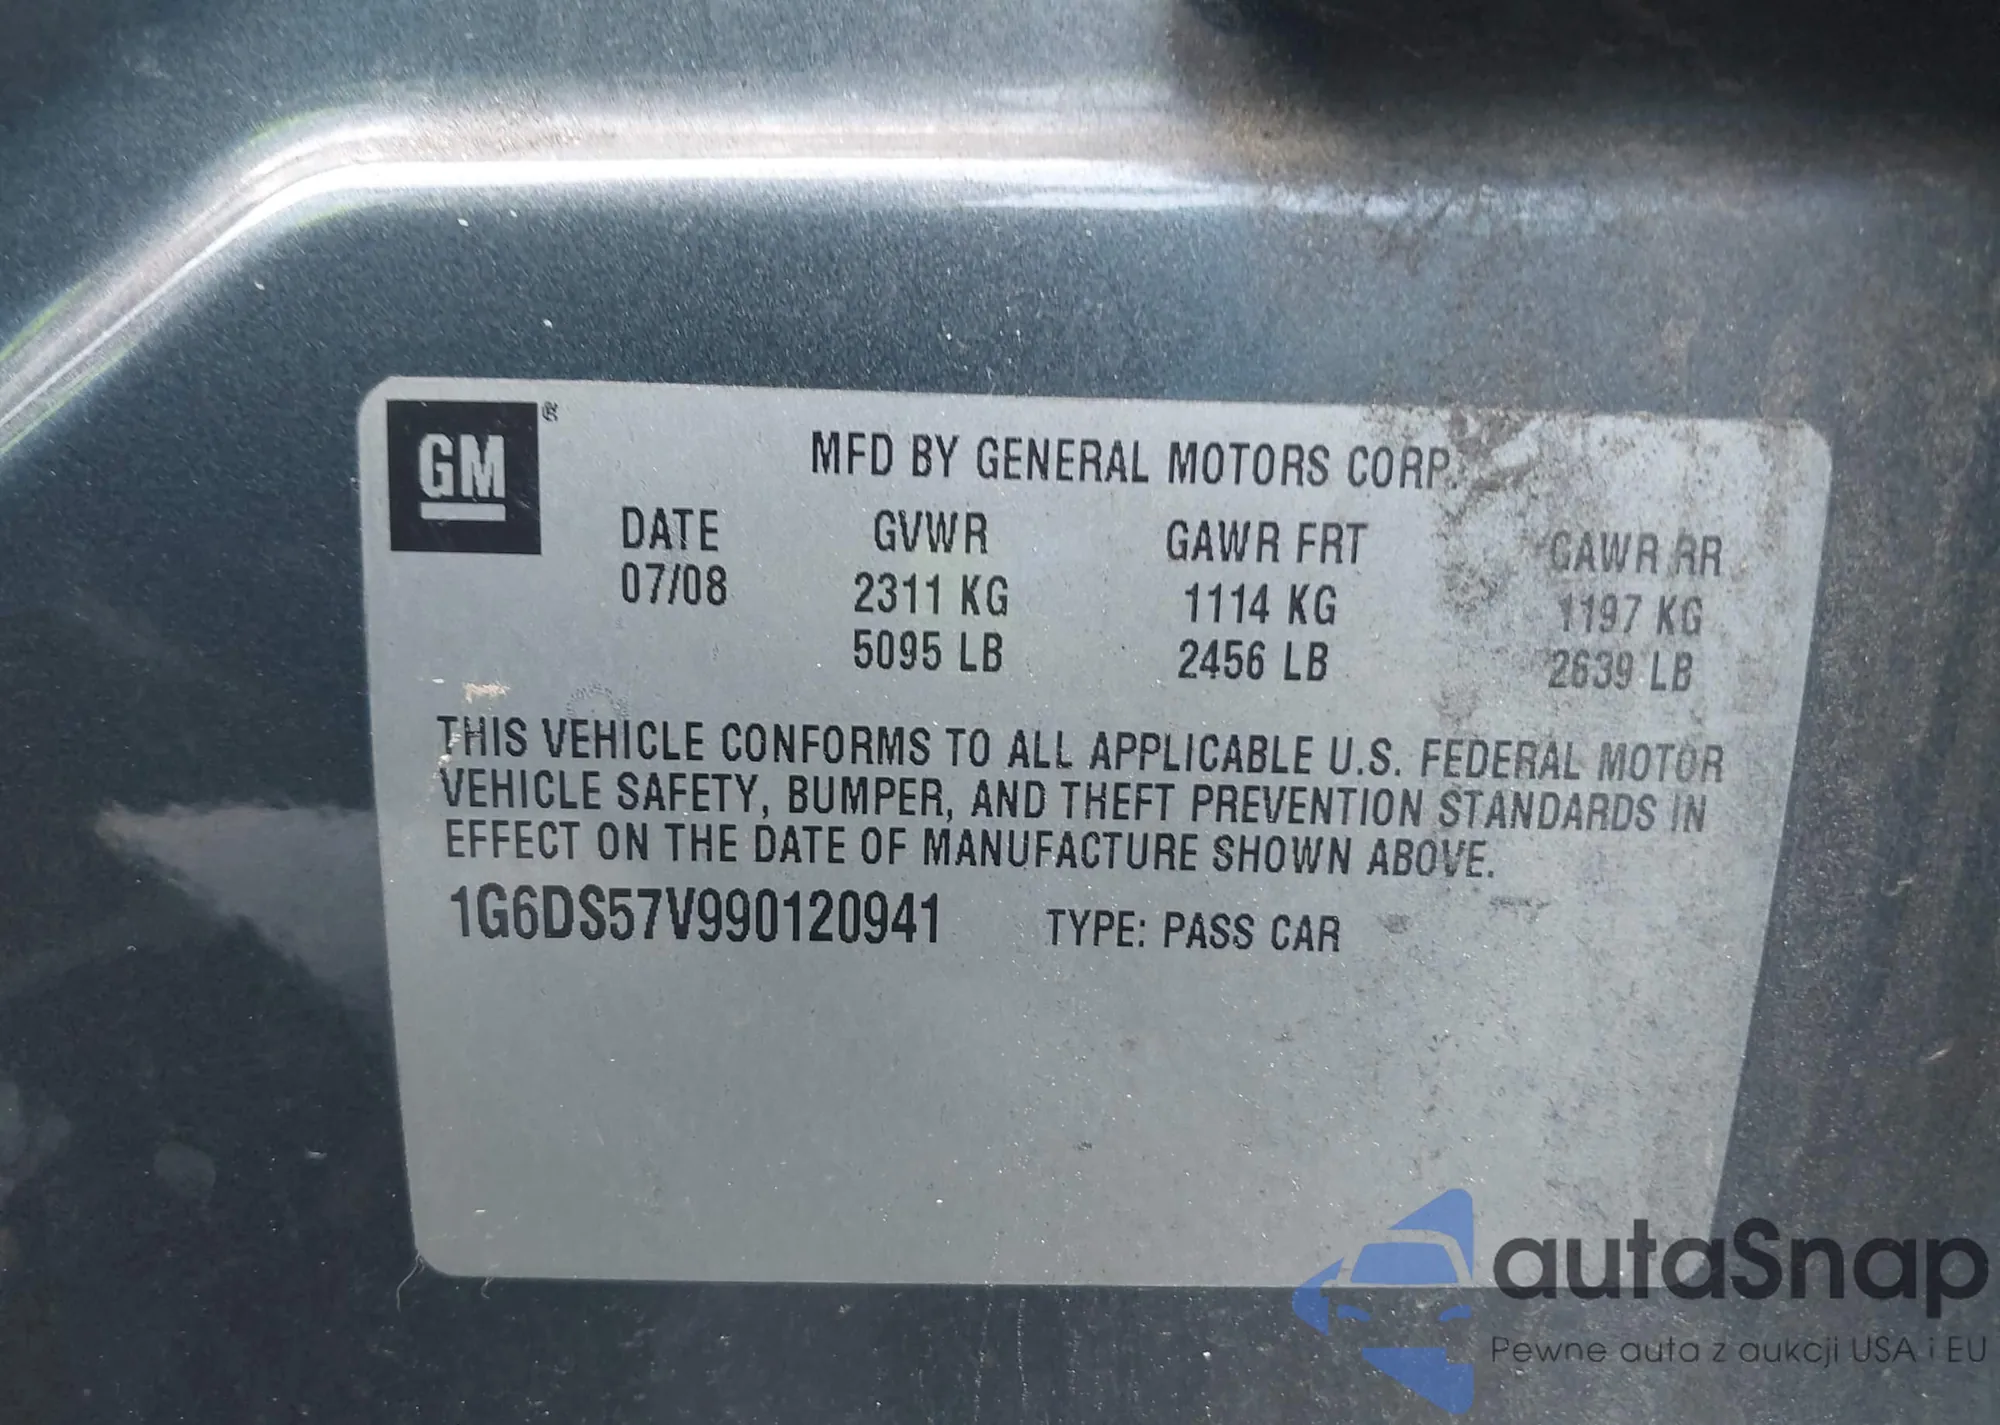 GM ®
MFD BY GENERAL MOTORS CORP.
DATE GVWR GAWR FRT GAWR RR
07/08 2311 KG 1114 KG 1197 KG
5095 LB 2456 LB 2639 LB
THIS VEHICLE CONFORMS TO ALL APPLICABLE U.S. FEDERAL MOTOR
VEHICLE SAFETY, BUMPER, AND THEFT PREVENTION STANDARDS IN
EFFECT ON THE DATE OF MANUFACTURE SHOWN ABOVE.
1G6DS57V990120941 TYPE: PASS CAR
autaSnap
Pewne auta z aukcji USA i EU